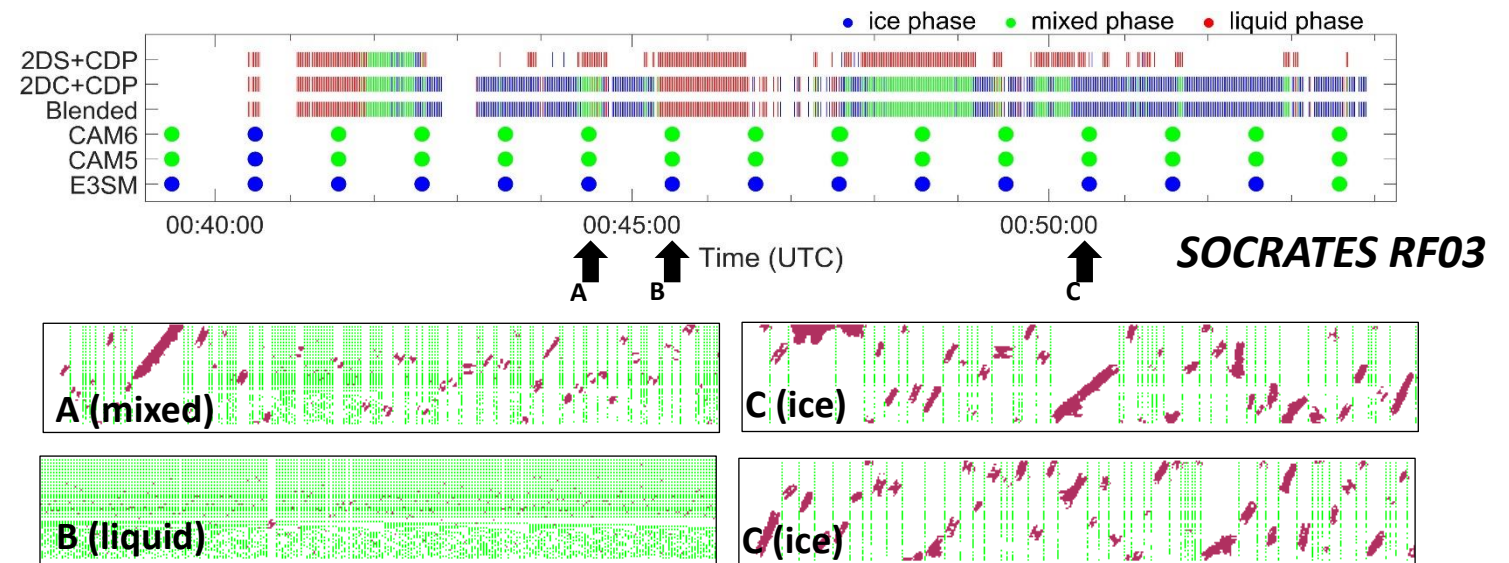 ice phase mixed phase liquid phase
2DS+CDP
2DC+CDP
Blended
CAM6
CAM5
E3SM
00:40:00 00:45:00 00:50:00
Time (UTC)
SOCRATES RF03
A B C
A (mixed) C (ice)
B (liquid) C (ice)